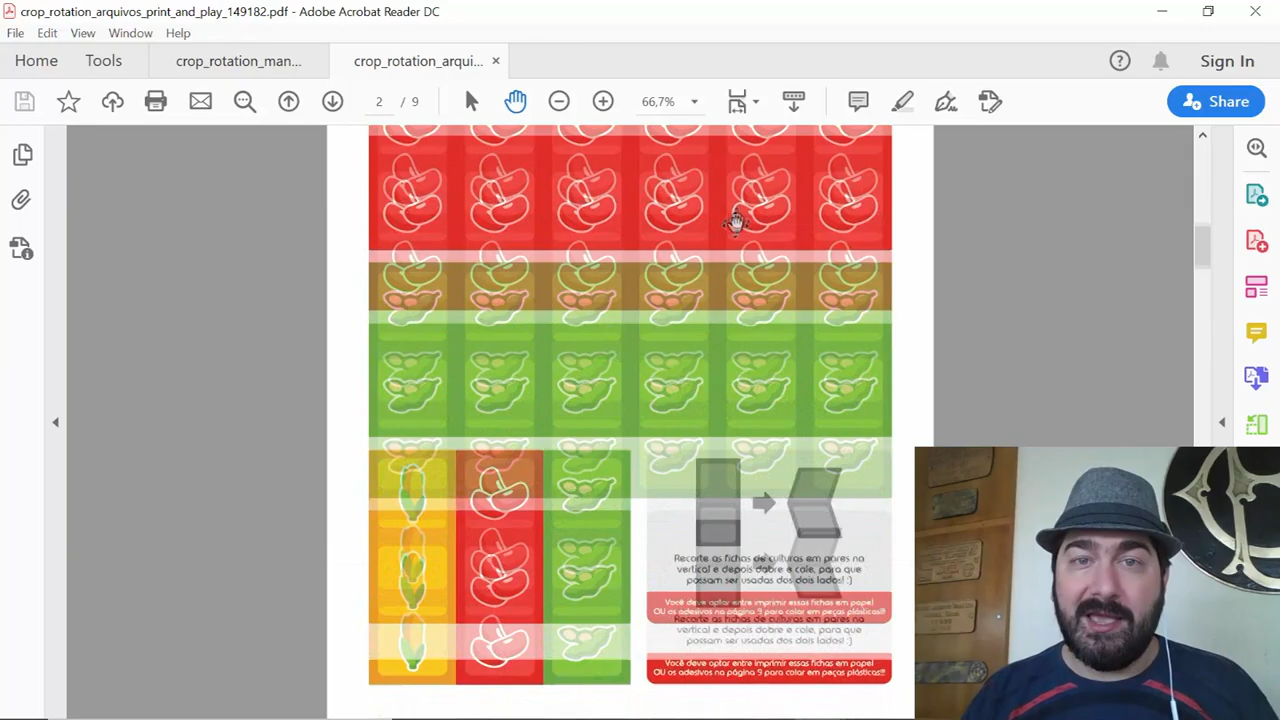 crop_rotation_arquivos_print_and_play_149182.pdf - Adobe Acrobat Reader DC
File Edit View Window Help
Home Tools crop_rotation_man... crop_rotation_arqui... Sign In
2 / 9 66,7% Share
Recorte as fichas de culturas em pares na
vertical e depois dobre e cole, para que
possam ser usadas dos dois lados! :)
Você deve optar entre imprimir essas fichas em papel
OU os adesivos na página 9 para colar em peças plásticas!!!
Recorte as fichas de culturas em pares na
vertical e depois dobre e cole, para que
possam ser usadas dos dois lados! :)
Você deve optar entre imprimir essas fichas em papel
OU os adesivos na página 9 para colar em peças plásticas!!!